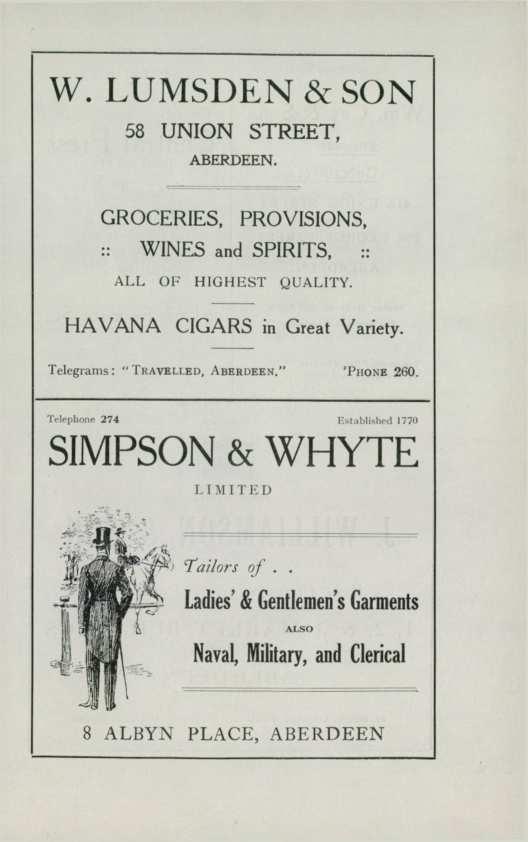 W. LUMSDEN & SON
58 UNION STREET,
ABERDEEN.
GROCERIES, PROVISIONS,
:: WINES and SPIRITS, ::
ALL OF HIGHEST QUALITY.
HAVANA CIGARS in Great Variety.
Telegrams: "TRAVELLED, ABERDEEN." 'PHONE 260.
Telephone 274 Established 1770
SIMPSON & WHYTE
LIMITED
Tailors of . .
Ladies' & Gentlemen's Garments
ALSO
Naval, Military, and Clerical
8 ALBYN PLACE, ABERDEEN